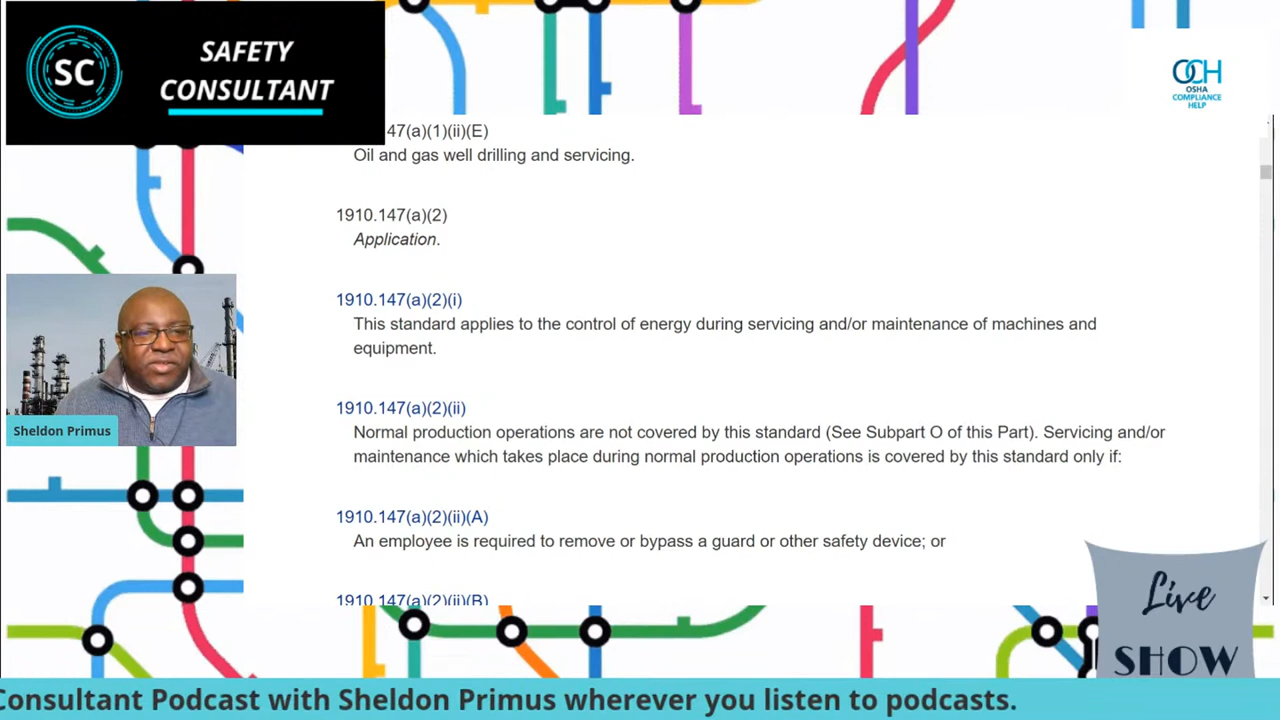 SC
SAFETY
CONSULTANT
OCH
OSHA
COMPLIANCE
HELP
47(a)(1)(ii)(E)
Oil and gas well drilling and servicing.
1910.147(a)(2)
Application.
1910.147(a)(2)(i)
This standard applies to the control of energy during servicing and/or maintenance of machines and
equipment.
1910.147(a)(2)(ii)
Normal production operations are not covered by this standard (See Subpart O of this Part). Servicing and/or
maintenance which takes place during normal production operations is covered by this standard only if:
1910.147(a)(2)(ii)(A)
An employee is required to remove or bypass a guard or other safety device; or
1910.147(a)(2)(ii)(B)
Sheldon Primus
Live
SHOW
Consultant Podcast with Sheldon Primus wherever you listen to podcasts.